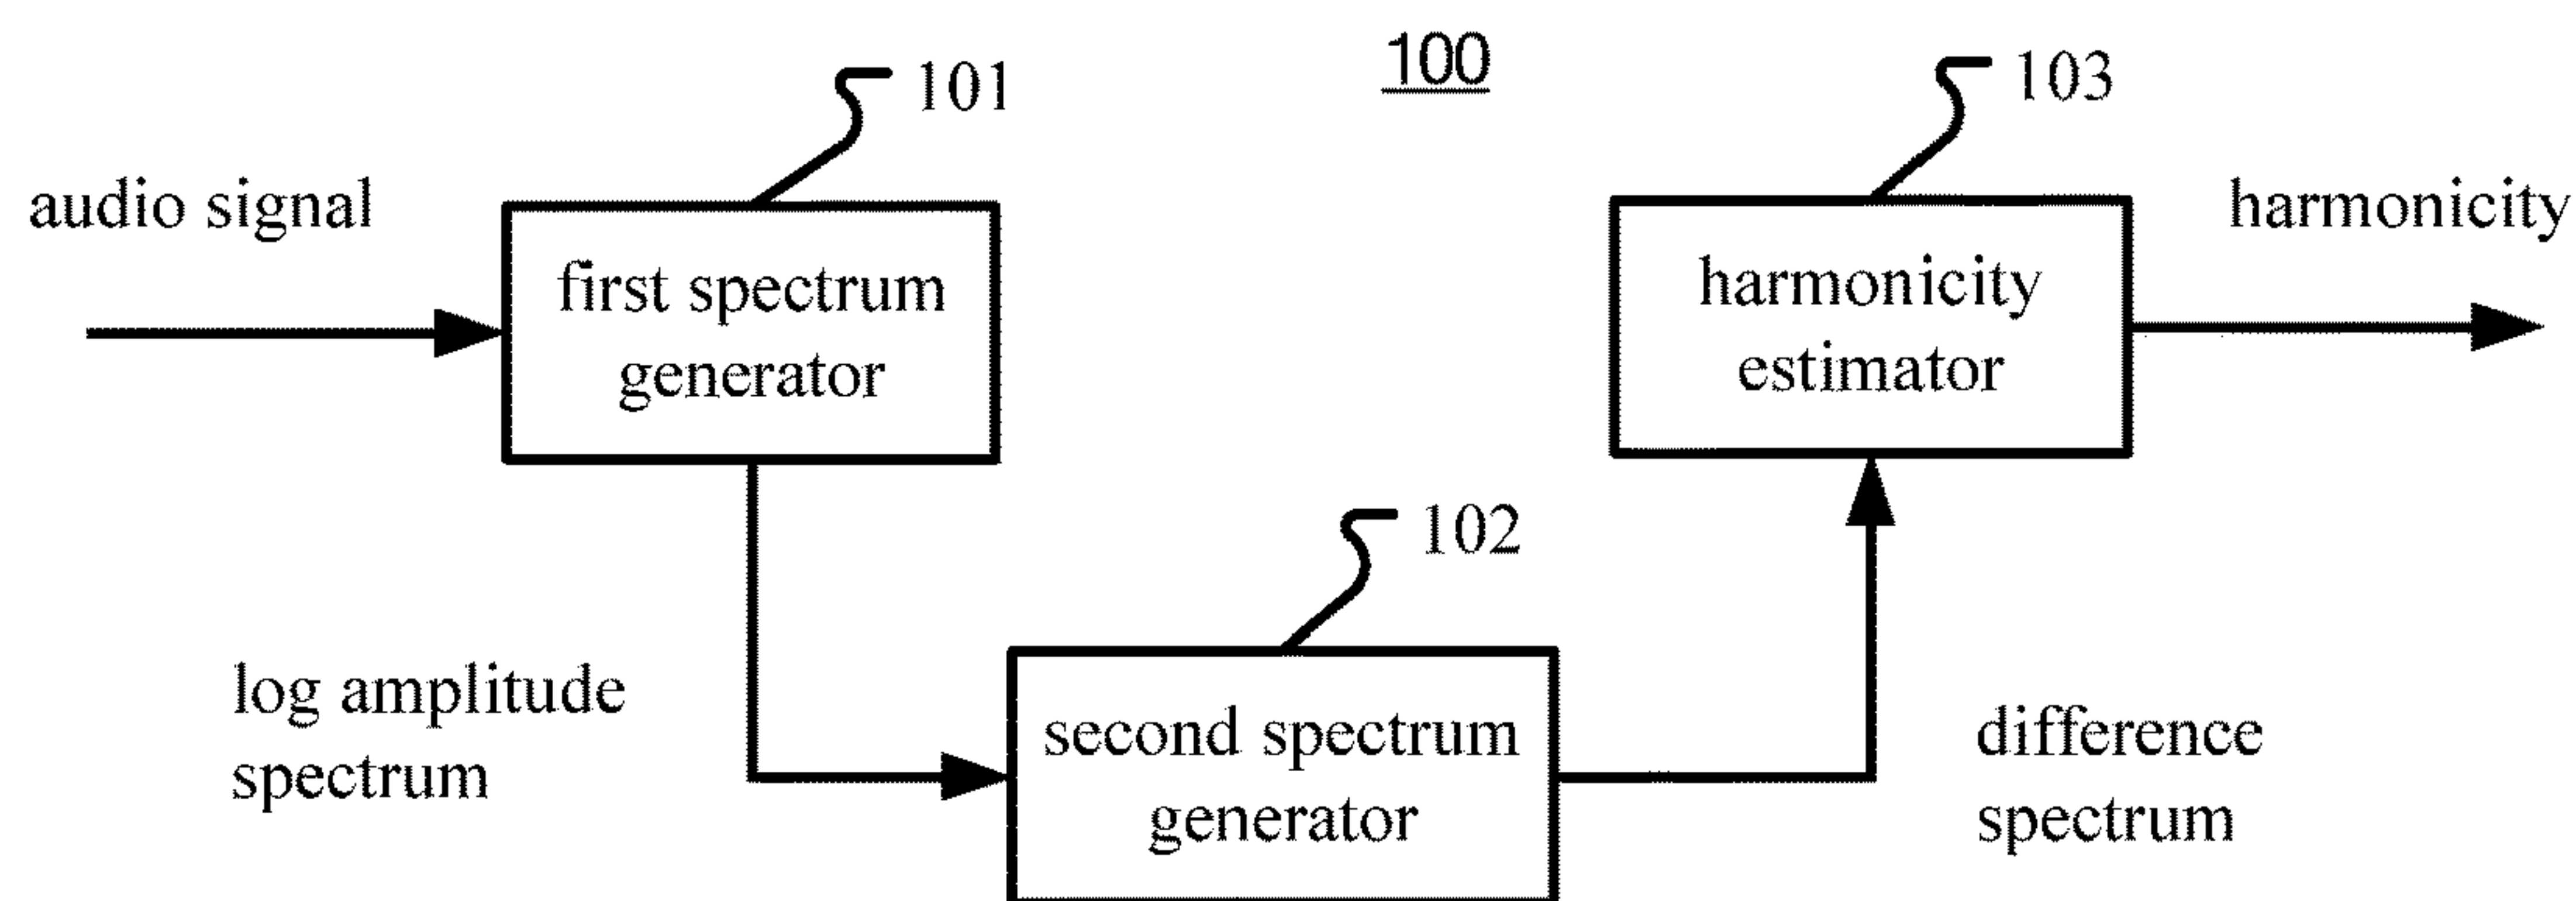 100
101
103
audio signal
harmonicity
first spectrum
generator
harmonicity
estimator
102
log amplitude
spectrum
second spectrum
generator
difference
spectrum